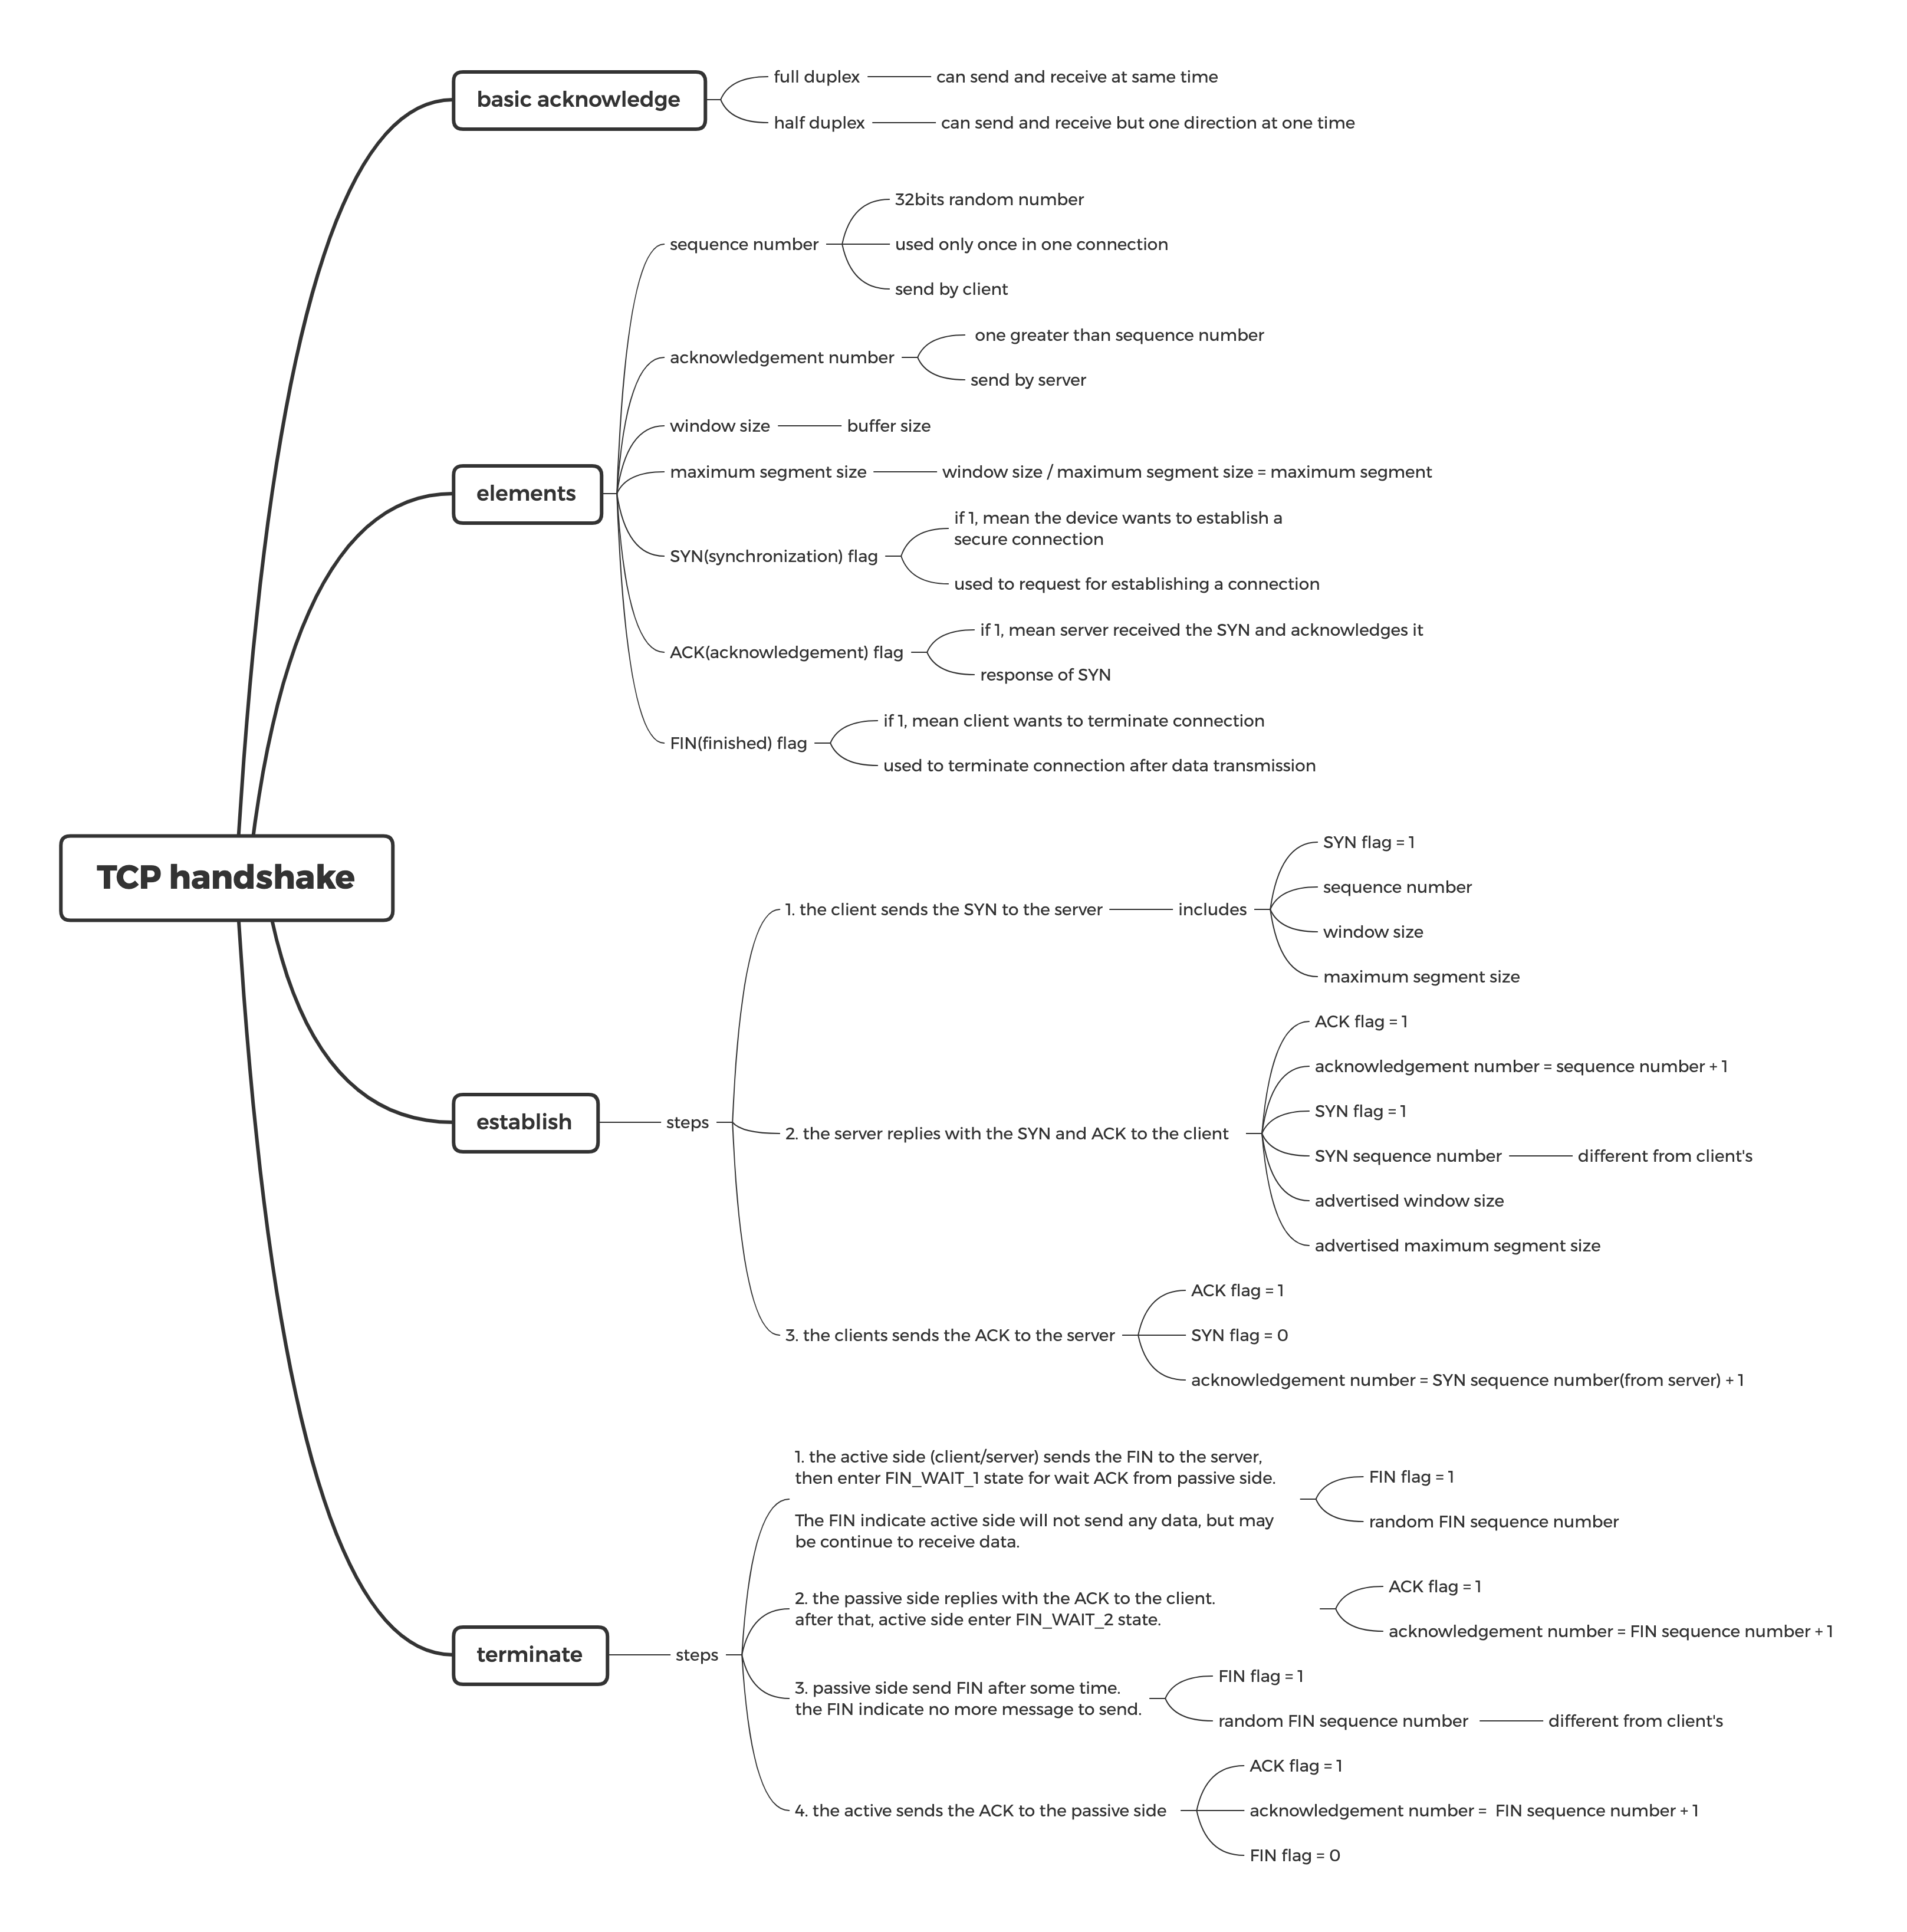 basic acknowledge
full duplex
can send and receive at same time
half duplex
can send and receive but one direction at one time
elements
sequence number
32bits random number
used only once in one connection
send by client
acknowledgement number
one greater than sequence number
send by server
window size
buffer size
maximum segment size
window size / maximum segment size = maximum segment
SYN(synchronization) flag
if 1, mean the device wants to establish a
secure connection
used to request for establishing a connection
ACK(acknowledgement) flag
if 1, mean server received the SYN and acknowledges it
response of SYN
FIN(finished) flag
if 1, mean client wants to terminate connection
used to terminate connection after data transmission
TCP handshake
establish
steps
1. the client sends the SYN to the server
includes
SYN flag = 1
sequence number
window size
maximum segment size
2. the server replies with the SYN and ACK to the client
ACK flag = 1
acknowledgement number = sequence number + 1
SYN flag = 1
SYN sequence number
different from client's
advertised window size
advertised maximum segment size
3. the clients sends the ACK to the server
ACK flag = 1
SYN flag = 0
acknowledgement number = SYN sequence number(from server) + 1
terminate
steps
1. the active side (client/server) sends the FIN to the server,
then enter FIN_WAIT_1 state for wait ACK from passive side.
The FIN indicate active side will not send any data, but may
be continue to receive data.
FIN flag = 1
random FIN sequence number
2. the passive side replies with the ACK to the client.
after that, active side enter FIN_WAIT_2 state.
ACK flag = 1
acknowledgement number = FIN sequence number + 1
3. passive side send FIN after some time.
the FIN indicate no more message to send.
FIN flag = 1
random FIN sequence number
different from client's
4. the active sends the ACK to the passive side
ACK flag = 1
acknowledgement number =  FIN sequence number + 1
FIN flag = 0